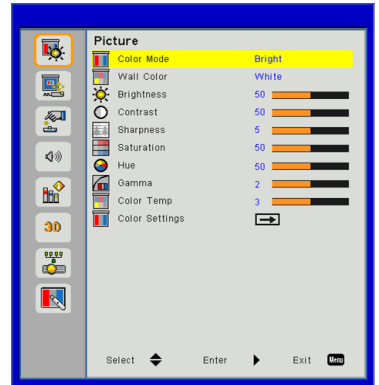 Picture
Color Mode Bright
Wall Color White
Brightness 50
Contrast 50
Sharpness 5
Saturation 50
Hue 50
Gamma 2
Color Temp 3
Color Settings
3D
Select Enter Exit Menu